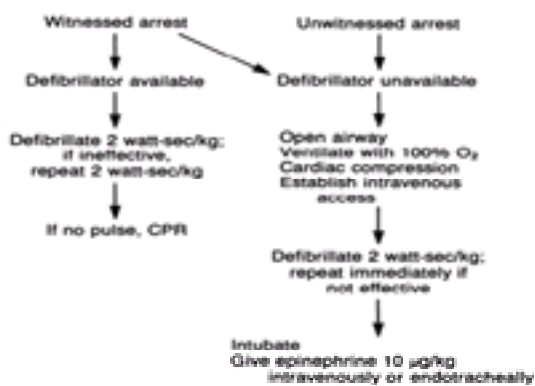 Witnessed arrest
Unwitnessed arrest
Defibrillator available
Defibrillator unavailable
Defibrillate 2 watt-sec/kg;
if ineffective,
repeat 2 watt-sec/kg
Open airway
Ventilate with 100% O₂
Cardiac compression
Establish intravenous
access
If no pulse, CPR
Defibrillate 2 watt-sec/kg;
repeat immediately if
not effective
Intubate
Give epinephrine 10 μg/kg
intravenously or endotracheally